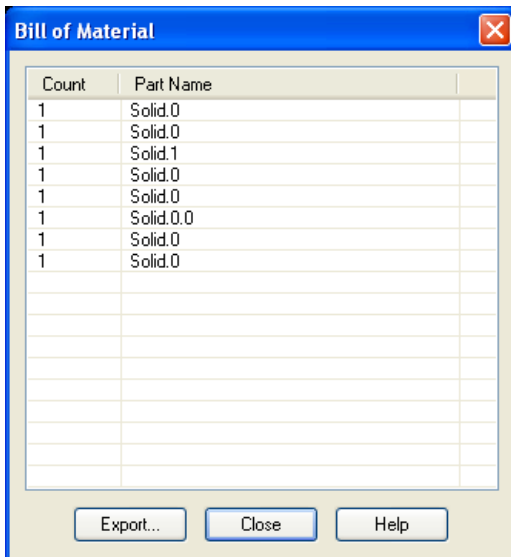 Bill of Material
Count Part Name
1 Solid.0
1 Solid.0
1 Solid.1
1 Solid.0
1 Solid.0
1 Solid.0.0
1 Solid.0
1 Solid.0
Export... Close Help